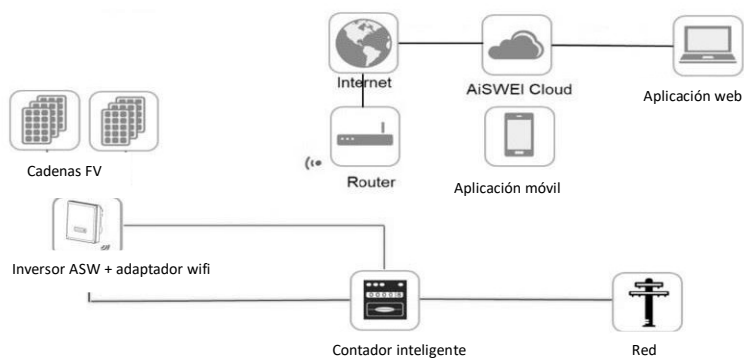 Internet
AiSWEI Cloud
Aplicación web
Cadenas FV
Router
Aplicación móvil
Inversor ASW + adaptador wifi
Contador inteligente
Red